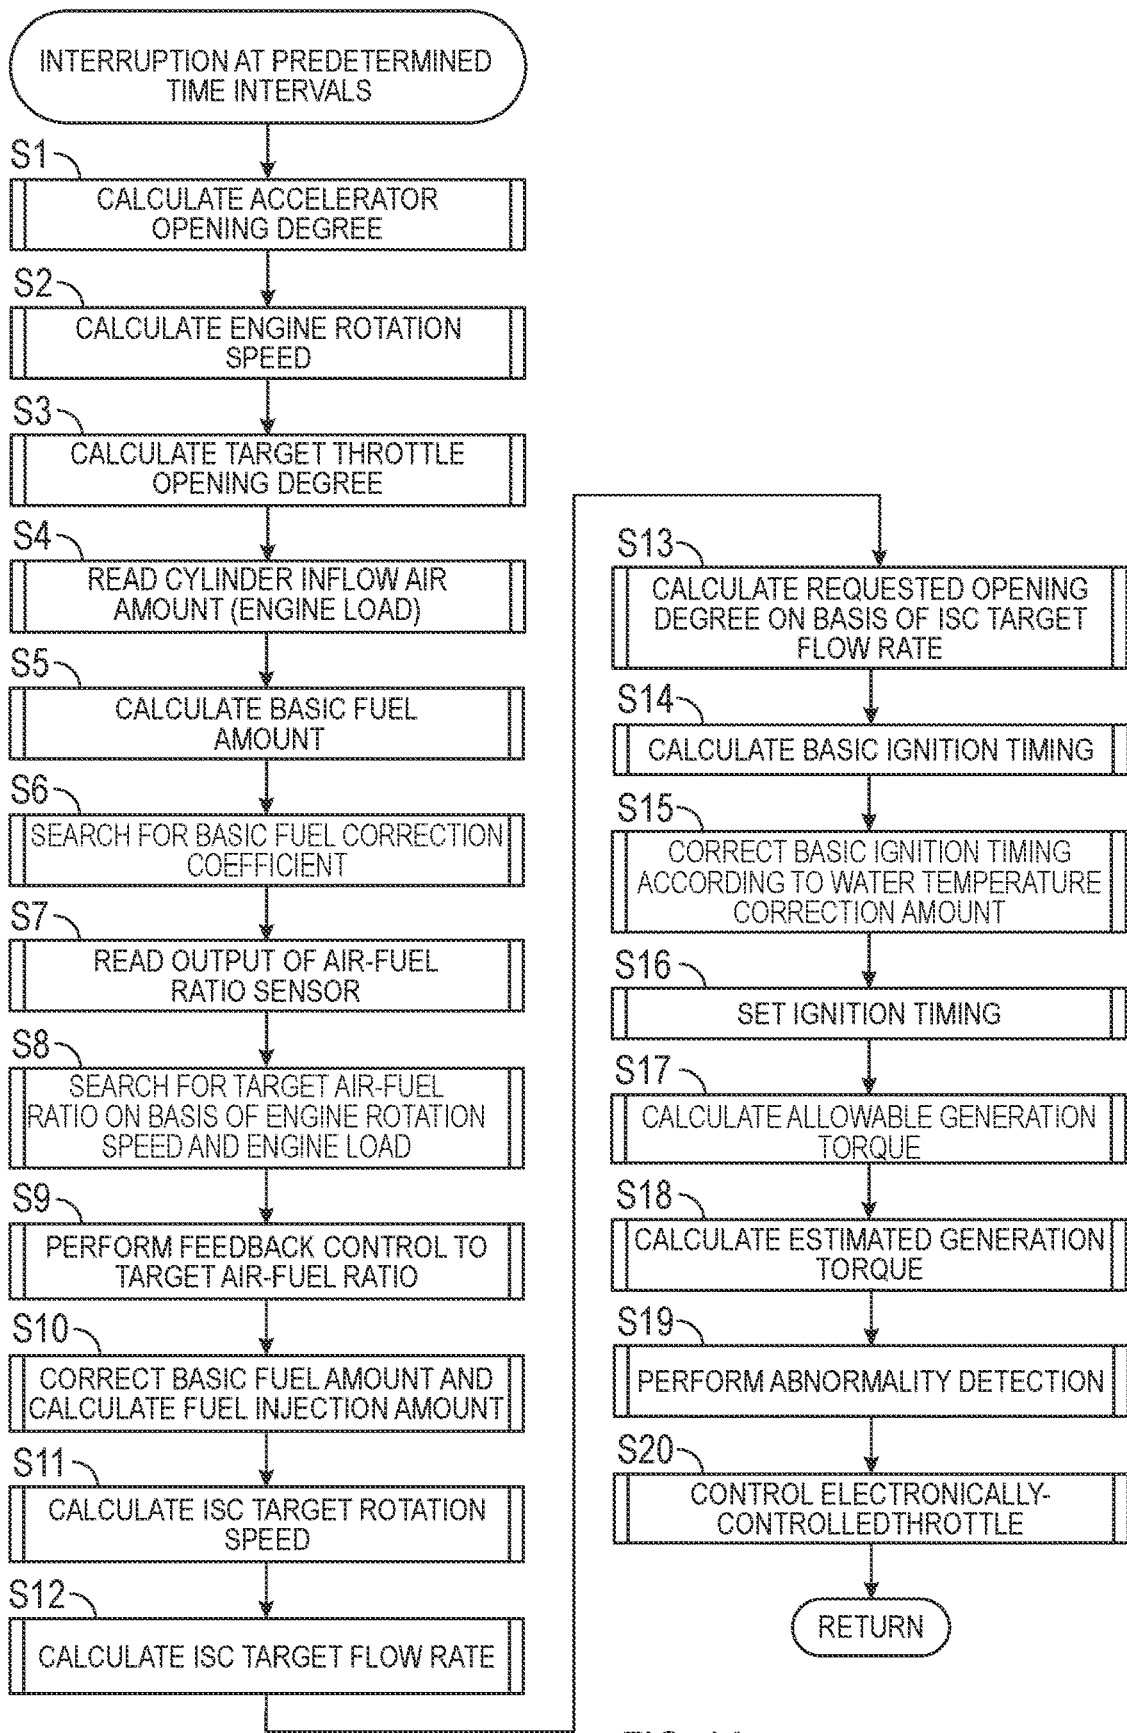 INTERRUPTION AT PREDETERMINED
TIME INTERVALS
S1
CALCULATE ACCELERATOR
OPENING DEGREE
S2
CALCULATE ENGINE ROTATION
SPEED
S3
CALCULATE TARGET THROTTLE
OPENING DEGREE
S4
READ CYLINDER INFLOW AIR
AMOUNT (ENGINE LOAD)
S5
CALCULATE BASIC FUEL
AMOUNT
S6
SEARCH FOR BASIC FUEL CORRECTION
COEFFICIENT
S7
READ OUTPUT OF AIR-FUEL
RATIO SENSOR
S8
SEARCH FOR TARGET AIR-FUEL
RATIO ON BASIS OF ENGINE ROTATION
SPEED AND ENGINE LOAD
S9
PERFORM FEEDBACK CONTROL TO
TARGET AIR-FUEL RATIO
S10
CORRECT BASIC FUEL AMOUNT AND
CALCULATE FUEL INJECTION AMOUNT
S11
CALCULATE ISC TARGET ROTATION
SPEED
S12
CALCULATE ISC TARGET FLOW RATE
S13
CALCULATE REQUESTED OPENING
DEGREE ON BASIS OF ISC TARGET
FLOW RATE
S14
CALCULATE BASIC IGNITION TIMING
S15
CORRECT BASIC IGNITION TIMING
ACCORDING TO WATER TEMPERATURE
CORRECTION AMOUNT
S16
SET IGNITION TIMING
S17
CALCULATE ALLOWABLE GENERATION
TORQUE
S18
CALCULATE ESTIMATED GENERATION
TORQUE
S19
PERFORM ABNORMALITY DETECTION
S20
CONTROL ELECTRONICALLY-
CONTROLLEDTHROTTLE
RETURN